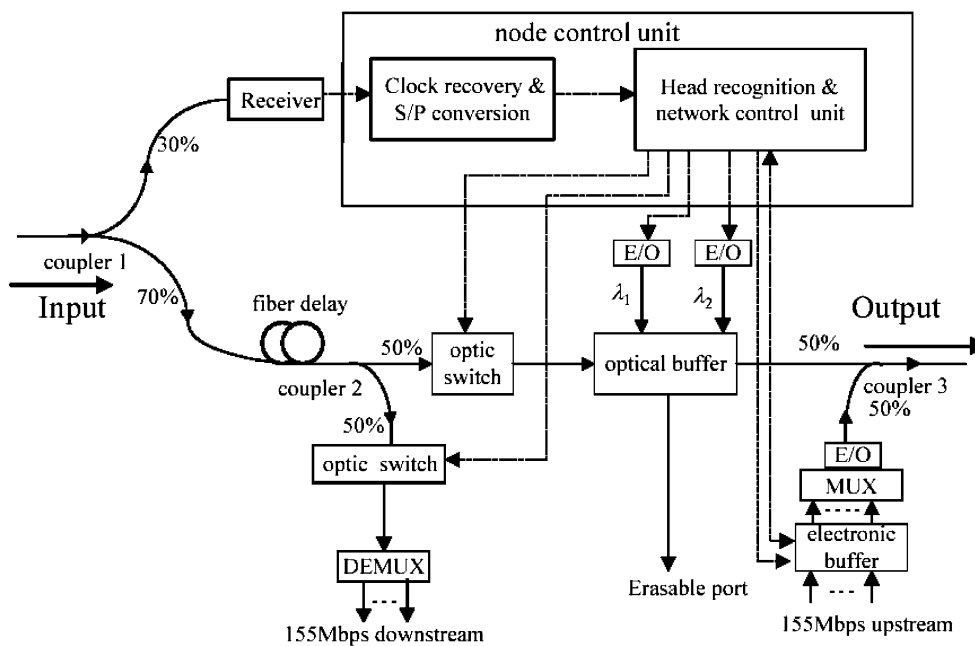 node control unit
Receiver
Clock recovery &
S/P conversion
Head recognition &
network control unit
30%
coupler 1
Input
70%
fiber delay
E/O
E/O
λ1
λ2
Output
50%
optic
switch
optical buffer
50%
coupler 2
coupler 3
50%
50%
optic switch
E/O
MUX
electronic
buffer
DEMUX
Erasable port
155Mbps downstream
155Mbps upstream